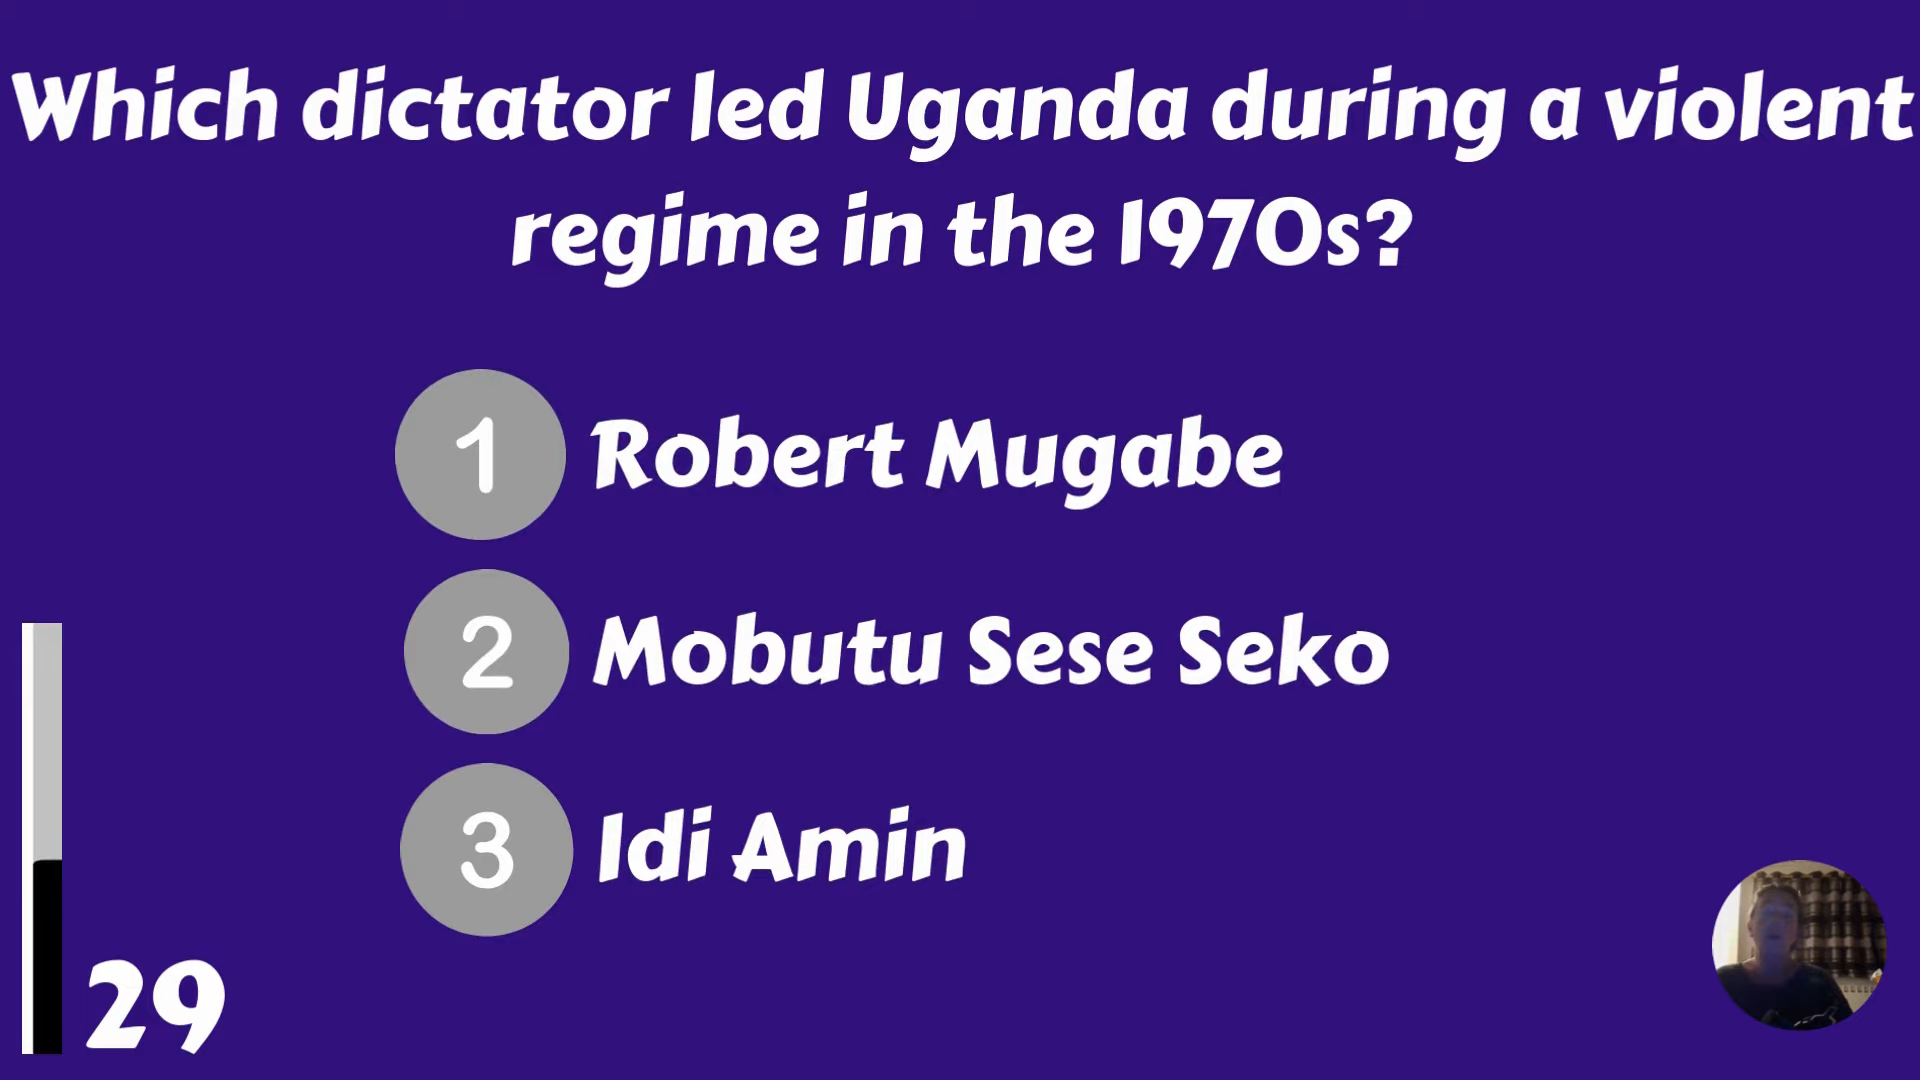 Which dictator led Uganda during a violent
regime in the 1970s?
1 Robert Mugabe
2 Mobutu Sese Seko
3 Idi Amin
29